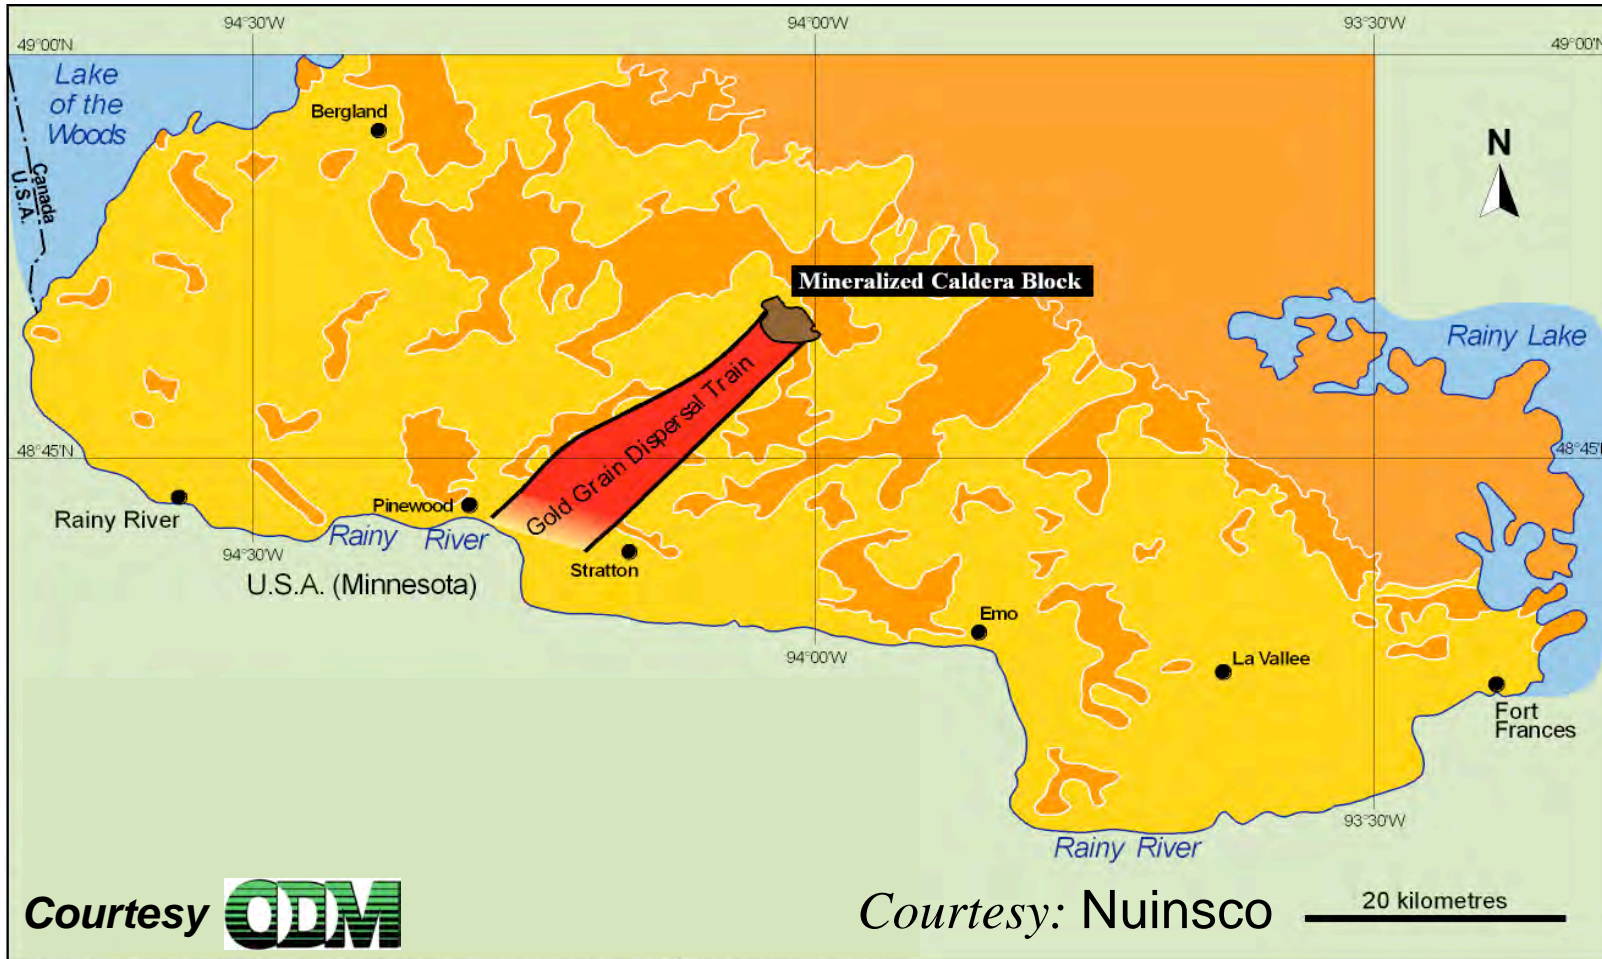 94°30'W
94°00'W
93°30'W
49°00'N
49°00'N
Lake
of the
Woods
Bergland
N
Canada
U.S.A.
Mineralized Caldera Block
Rainy Lake
Gold Grain Dispersal Train
48°45'N
48°45'N
Pinewood
Rainy River
Rainy River
94°30'W
Stratton
U.S.A. (Minnesota)
Emo
94°00'W
La Vallee
Fort
Frances
93°30'W
Rainy River
Courtesy ODM
Courtesy: Nuinsco
20 kilometres